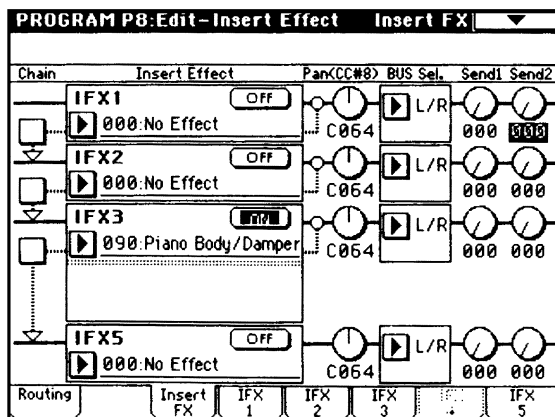 PROGRAM P8:Edit-Insert Effect Insert FX
Chain Insert Effect Pan(CC#8) BUS Sel. Send1 Send2
IFX1 OFF
L/R
000:No Effect C064 000 000
IFX2 OFF
L/R
000:No Effect C064 000 000
IFX3
L/R
090:Piano Body/Damper C064 000 000
IFX5 OFF
L/R
000:No Effect C064 000 000
Routing Insert FX IFX 1 IFX 2 IFX 3 IFX 5